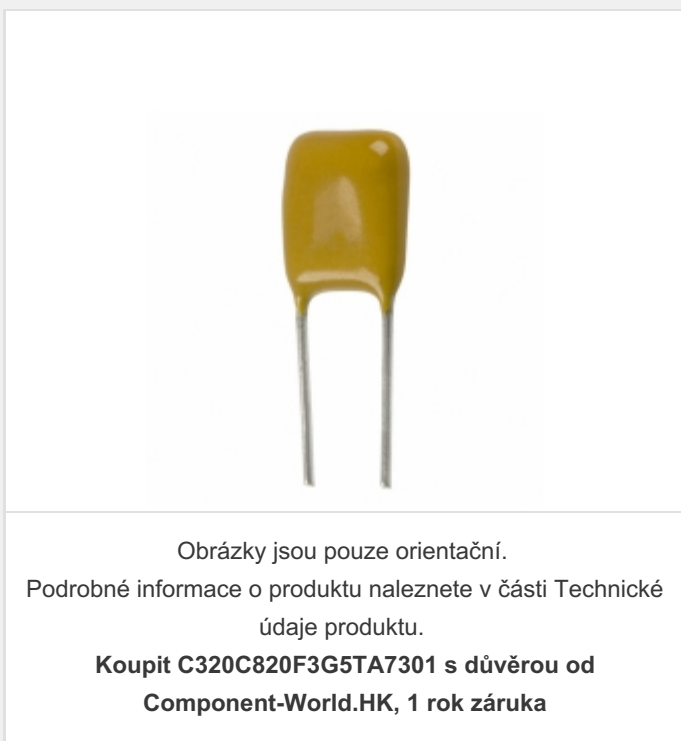 Obrázky jsou pouze orientační.
Podrobné informace o produktu naleznete v části Technické
údaje produktu.
Koupit C320C820F3G5TA7301 s důvěrou od
Component-World.HK, 1 rok záruka